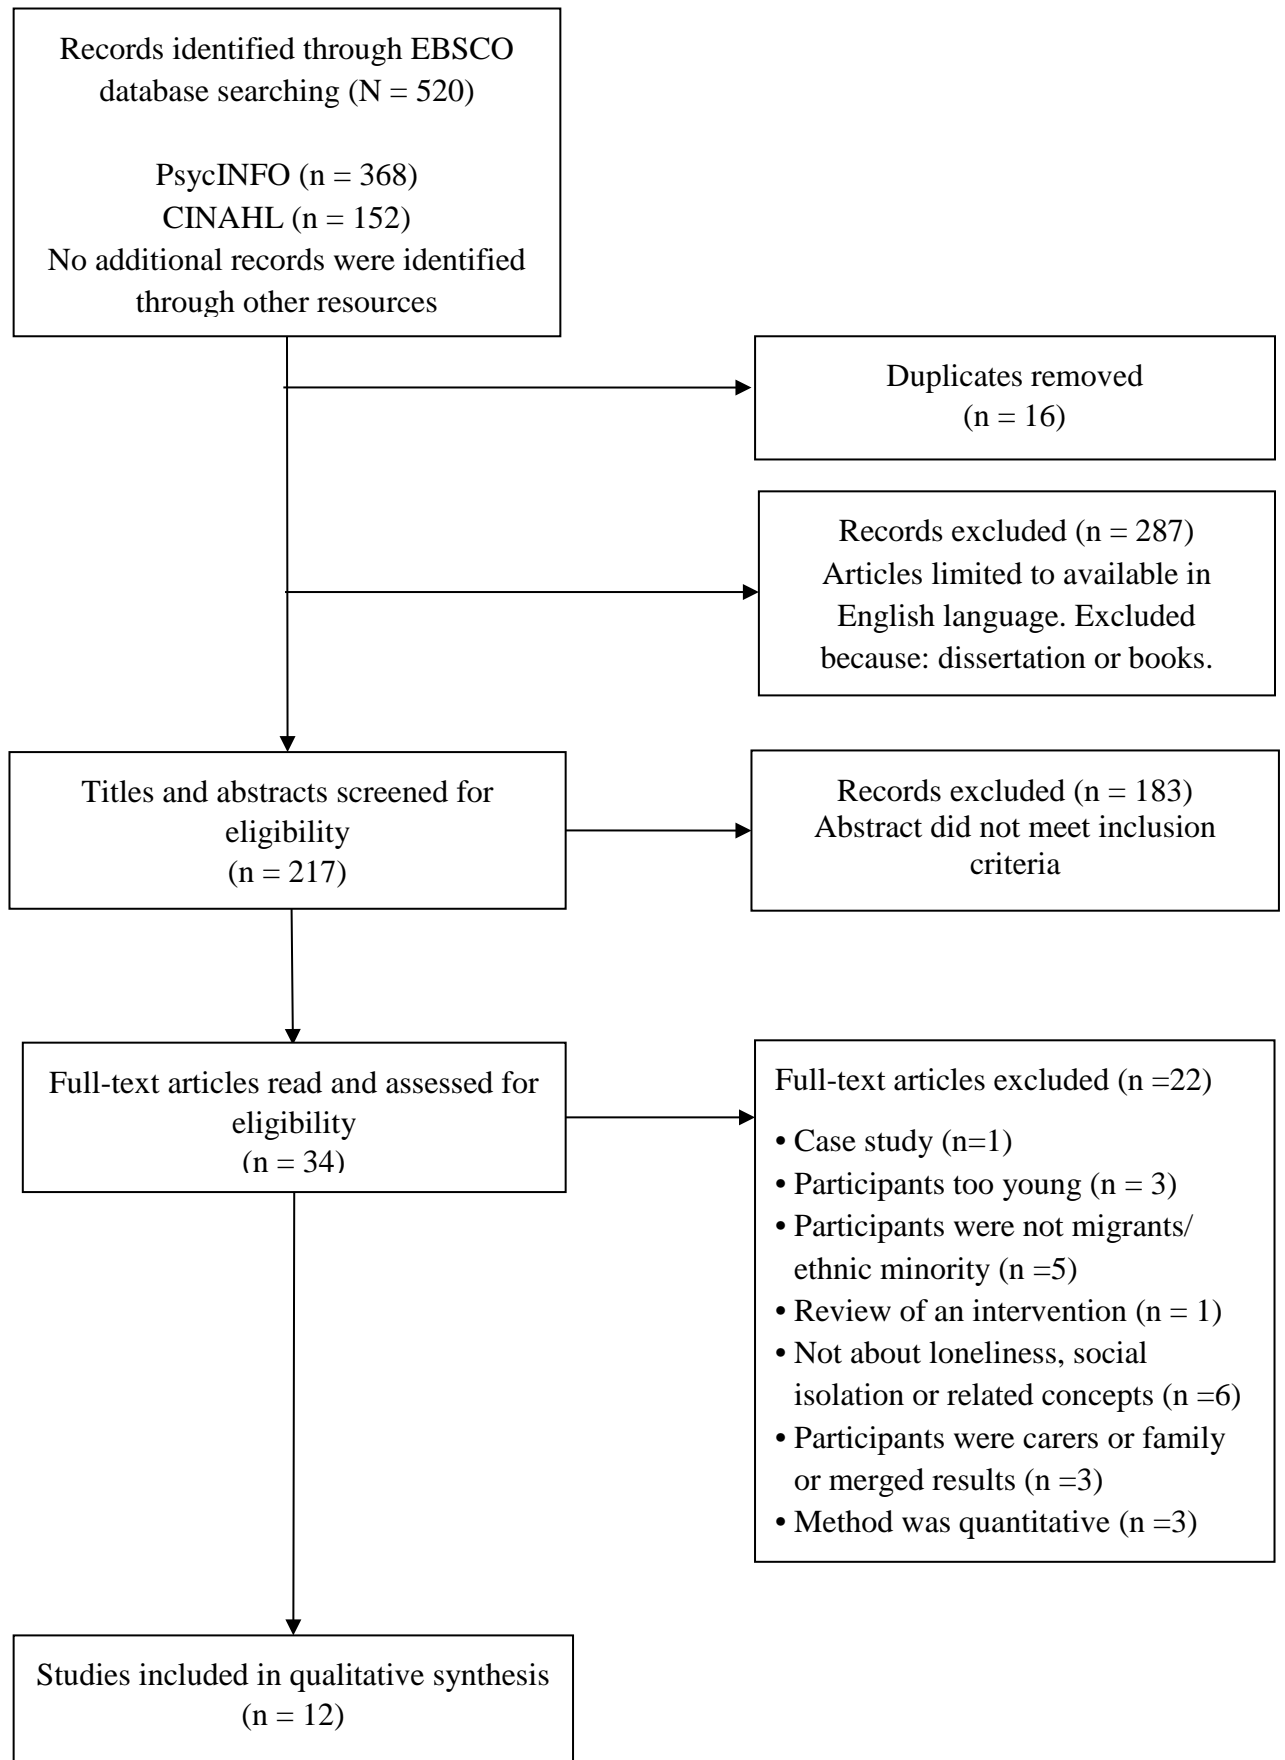 Records identified through EBSCO
database searching (N = 520)
PsycINFO (n = 368)
CINAHL (n = 152)
No additional records were identified
through other resources
Duplicates removed
(n = 16)
Records excluded (n = 287)
Articles limited to available in
English language. Excluded
because: dissertation or books.
Titles and abstracts screened for
eligibility
(n = 217)
Records excluded (n = 183)
Abstract did not meet inclusion
criteria
Full-text articles read and assessed for
eligibility
(n = 34)
Full-text articles excluded (n =22)
• Case study (n=1)
• Participants too young (n = 3)
• Participants were not migrants/
ethnic minority (n =5)
• Review of an intervention (n = 1)
• Not about loneliness, social
isolation or related concepts (n =6)
• Participants were carers or family
or merged results (n =3)
• Method was quantitative (n =3)
Studies included in qualitative synthesis
(n = 12)